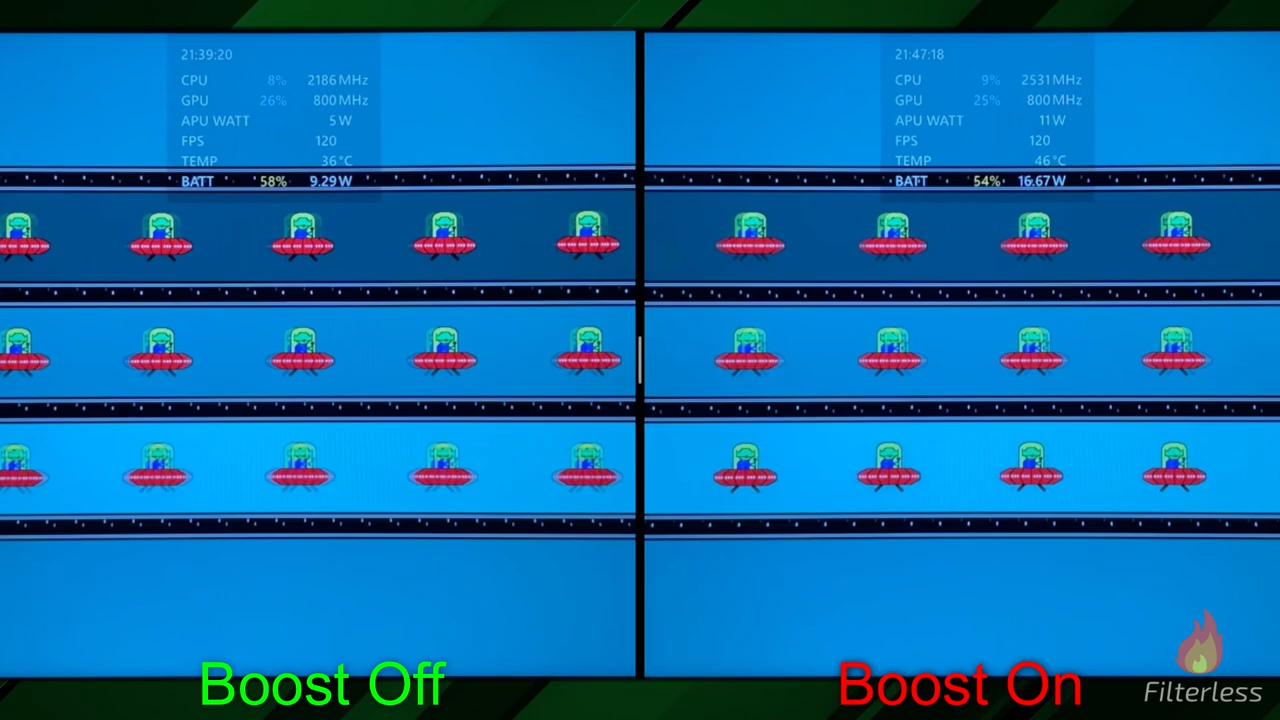 21:39:20
CPU 8% 2186MHz
GPU 26% 800MHz
APU WATT 5W
FPS 120
TEMP 36°C
BATT 58% 9.29W
21:47:18
CPU 9% 2531MHz
GPU 25% 800MHz
APU WATT 11W
FPS 120
TEMP 46°C
BATT 54% 16.67W
Boost Off
Boost On
Filterless